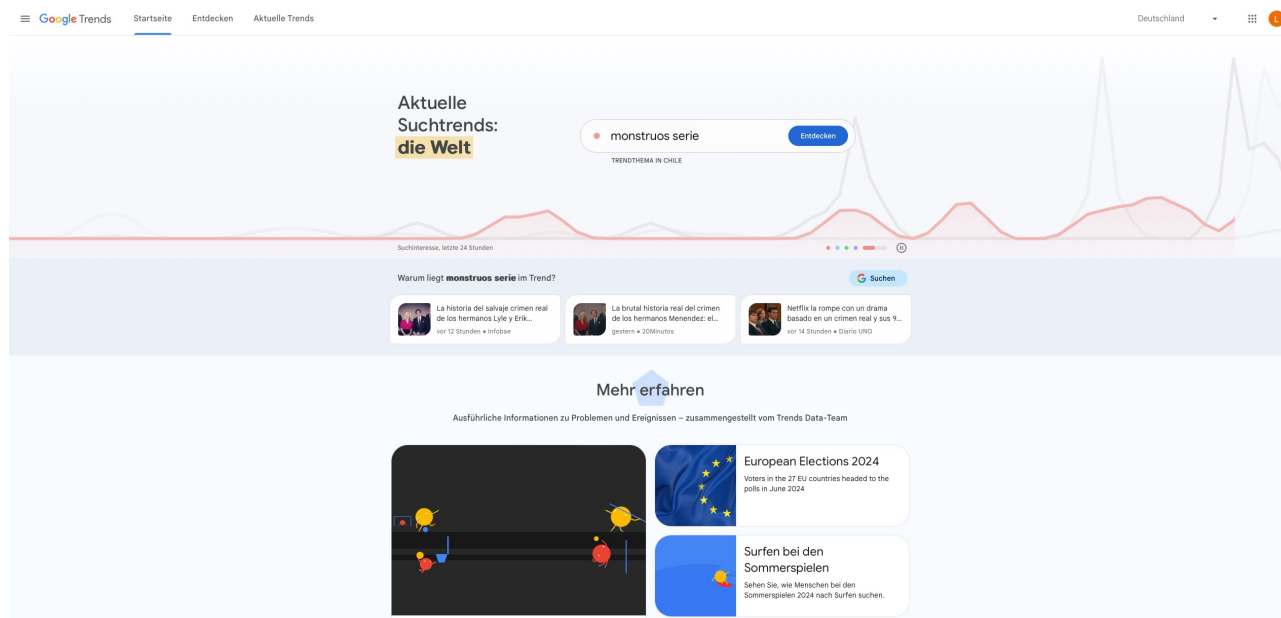 Google Trends
Startseite
Entdecken
Aktuelle Trends
Deutschland
L
Aktuelle
Suchtrends:
die Welt
monstruos serie
Entdecken
TRENDTHEMA IN CHILE
Suchinteresse, letzte 24 Stunden
Warum liegt monstruos serie im Trend?
Suchen
La historia del salvaje crimen real
de los hermanos Lyle y Erik...
vor 12 Stunden • Infobae
La brutal historia real del crimen
de los hermanos Menendez: el...
gestern • 20Minutos
Netflix la rompe con un drama
basado en un crimen real y sus 9...
vor 14 Stunden • Diario UNO
Mehr erfahren
Ausführliche Informationen zu Problemen und Ereignissen – zusammengestellt vom Trends Data-Team
European Elections 2024
Voters in the 27 EU countries headed to the
polls in June 2024
Surfen bei den
Sommerspielen
Sehen Sie, wie Menschen bei den
Sommerspielen 2024 nach Surfen suchen.